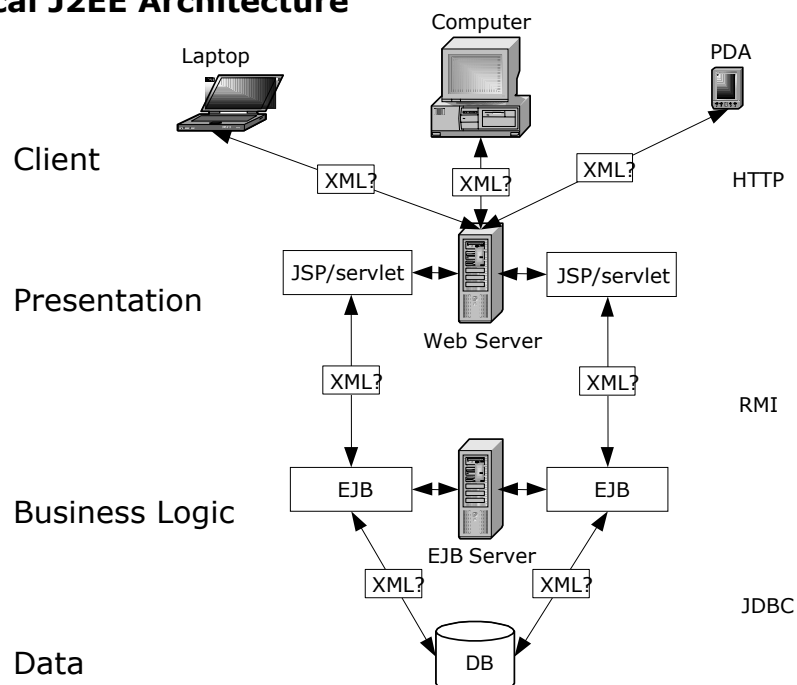 cal J2EE Architecture
Computer
Laptop
PDA
Client
XML?
XML?
XML?
HTTP
JSP/servlet
JSP/servlet
Presentation
Web Server
XML?
XML?
RMI
EJB
EJB
Business Logic
EJB Server
XML?
XML?
JDBC
Data
DB